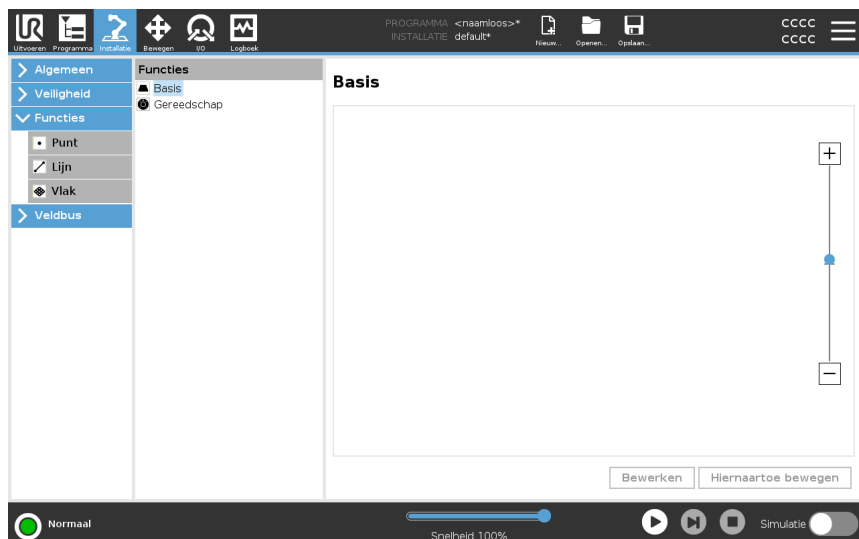 PROGRAMMA <naamloos>*
INSTALLATIE default*
Uitvoeren Programma Installatie Bewegen I/O Logboek
Nieuw... Openen... Opslaan...
CCCC
CCCC
Algemeen
Veiligheid
Functies
Punt
Lijn
Vlak
Veldbus
Functies
Basis
Gereedschap
Basis
Bewerken Hiernaartoe bewegen
Normaal
Snelheid 100%
Simulatie